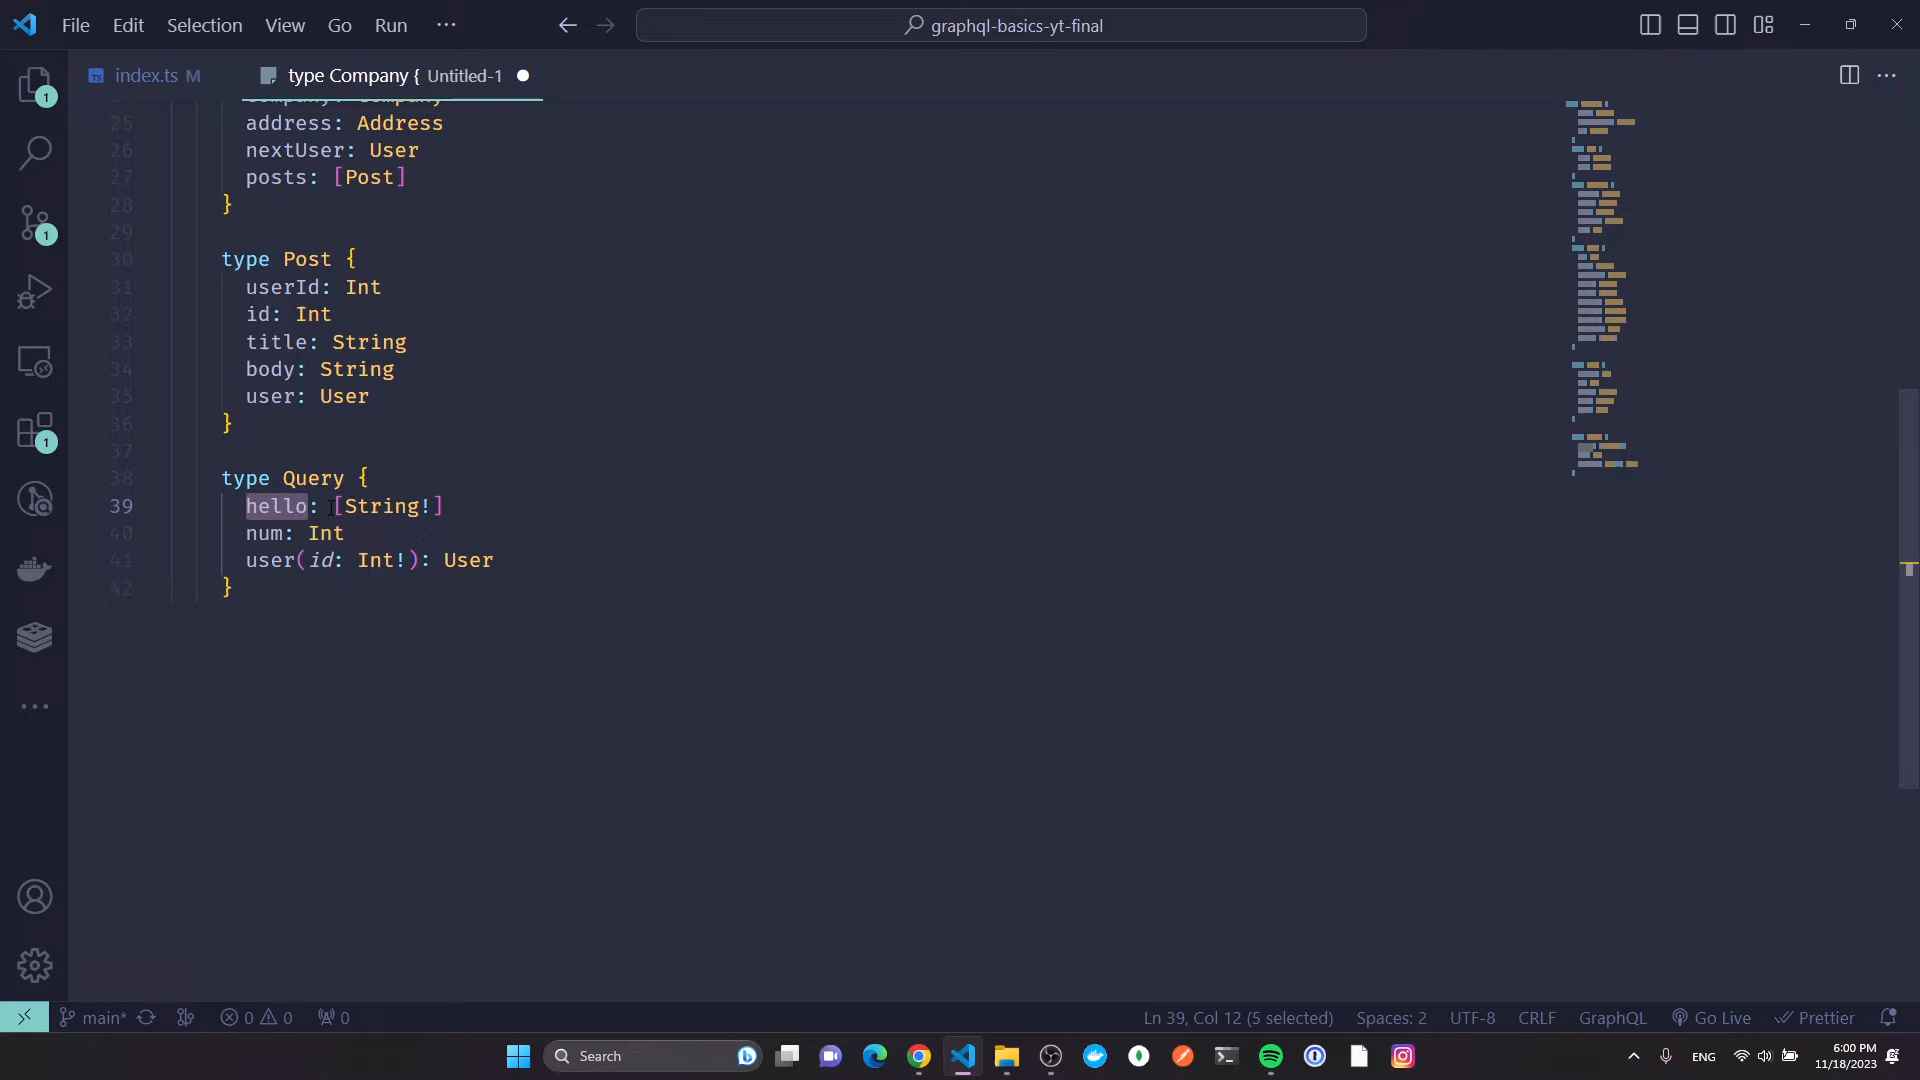 File Edit Selection View Go Run ...
graphql-basics-yt-final
index.ts M
type Company { Untitled-1
1
25 address: Address
26 nextUser: User
27 posts: [Post]
28 }
29
30 type Post {
31 userId: Int
32 id: Int
33 title: String
34 body: String
35 user: User
36 }
37
38 type Query {
39 hello: [String!]
40 num: Int
41 user(id: Int!): User
42 }
1
1
main* 0 0 0
Ln 39, Col 12 (5 selected) Spaces: 2 UTF-8 CRLF GraphQL Go Live Prettier
Search
ENG
6:00 PM
11/18/2023